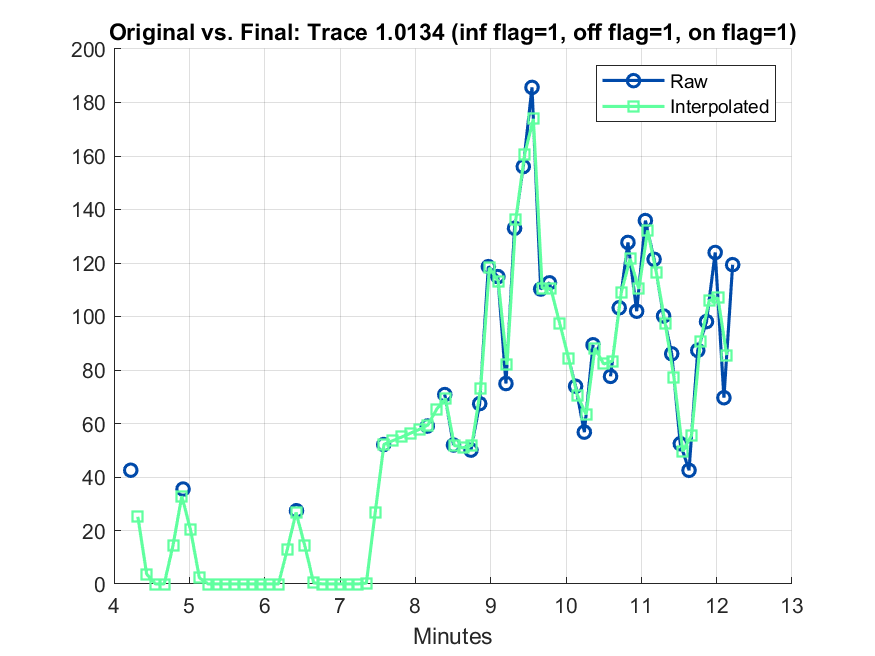 Original vs. Final: Trace 1.0134 (inf flag=1, off flag=1, on flag=1)
200
180
160
140
120
100
80
60
40
20
0
Raw
Interpolated
4 5 6 7 8 9 10 11 12 13
Minutes